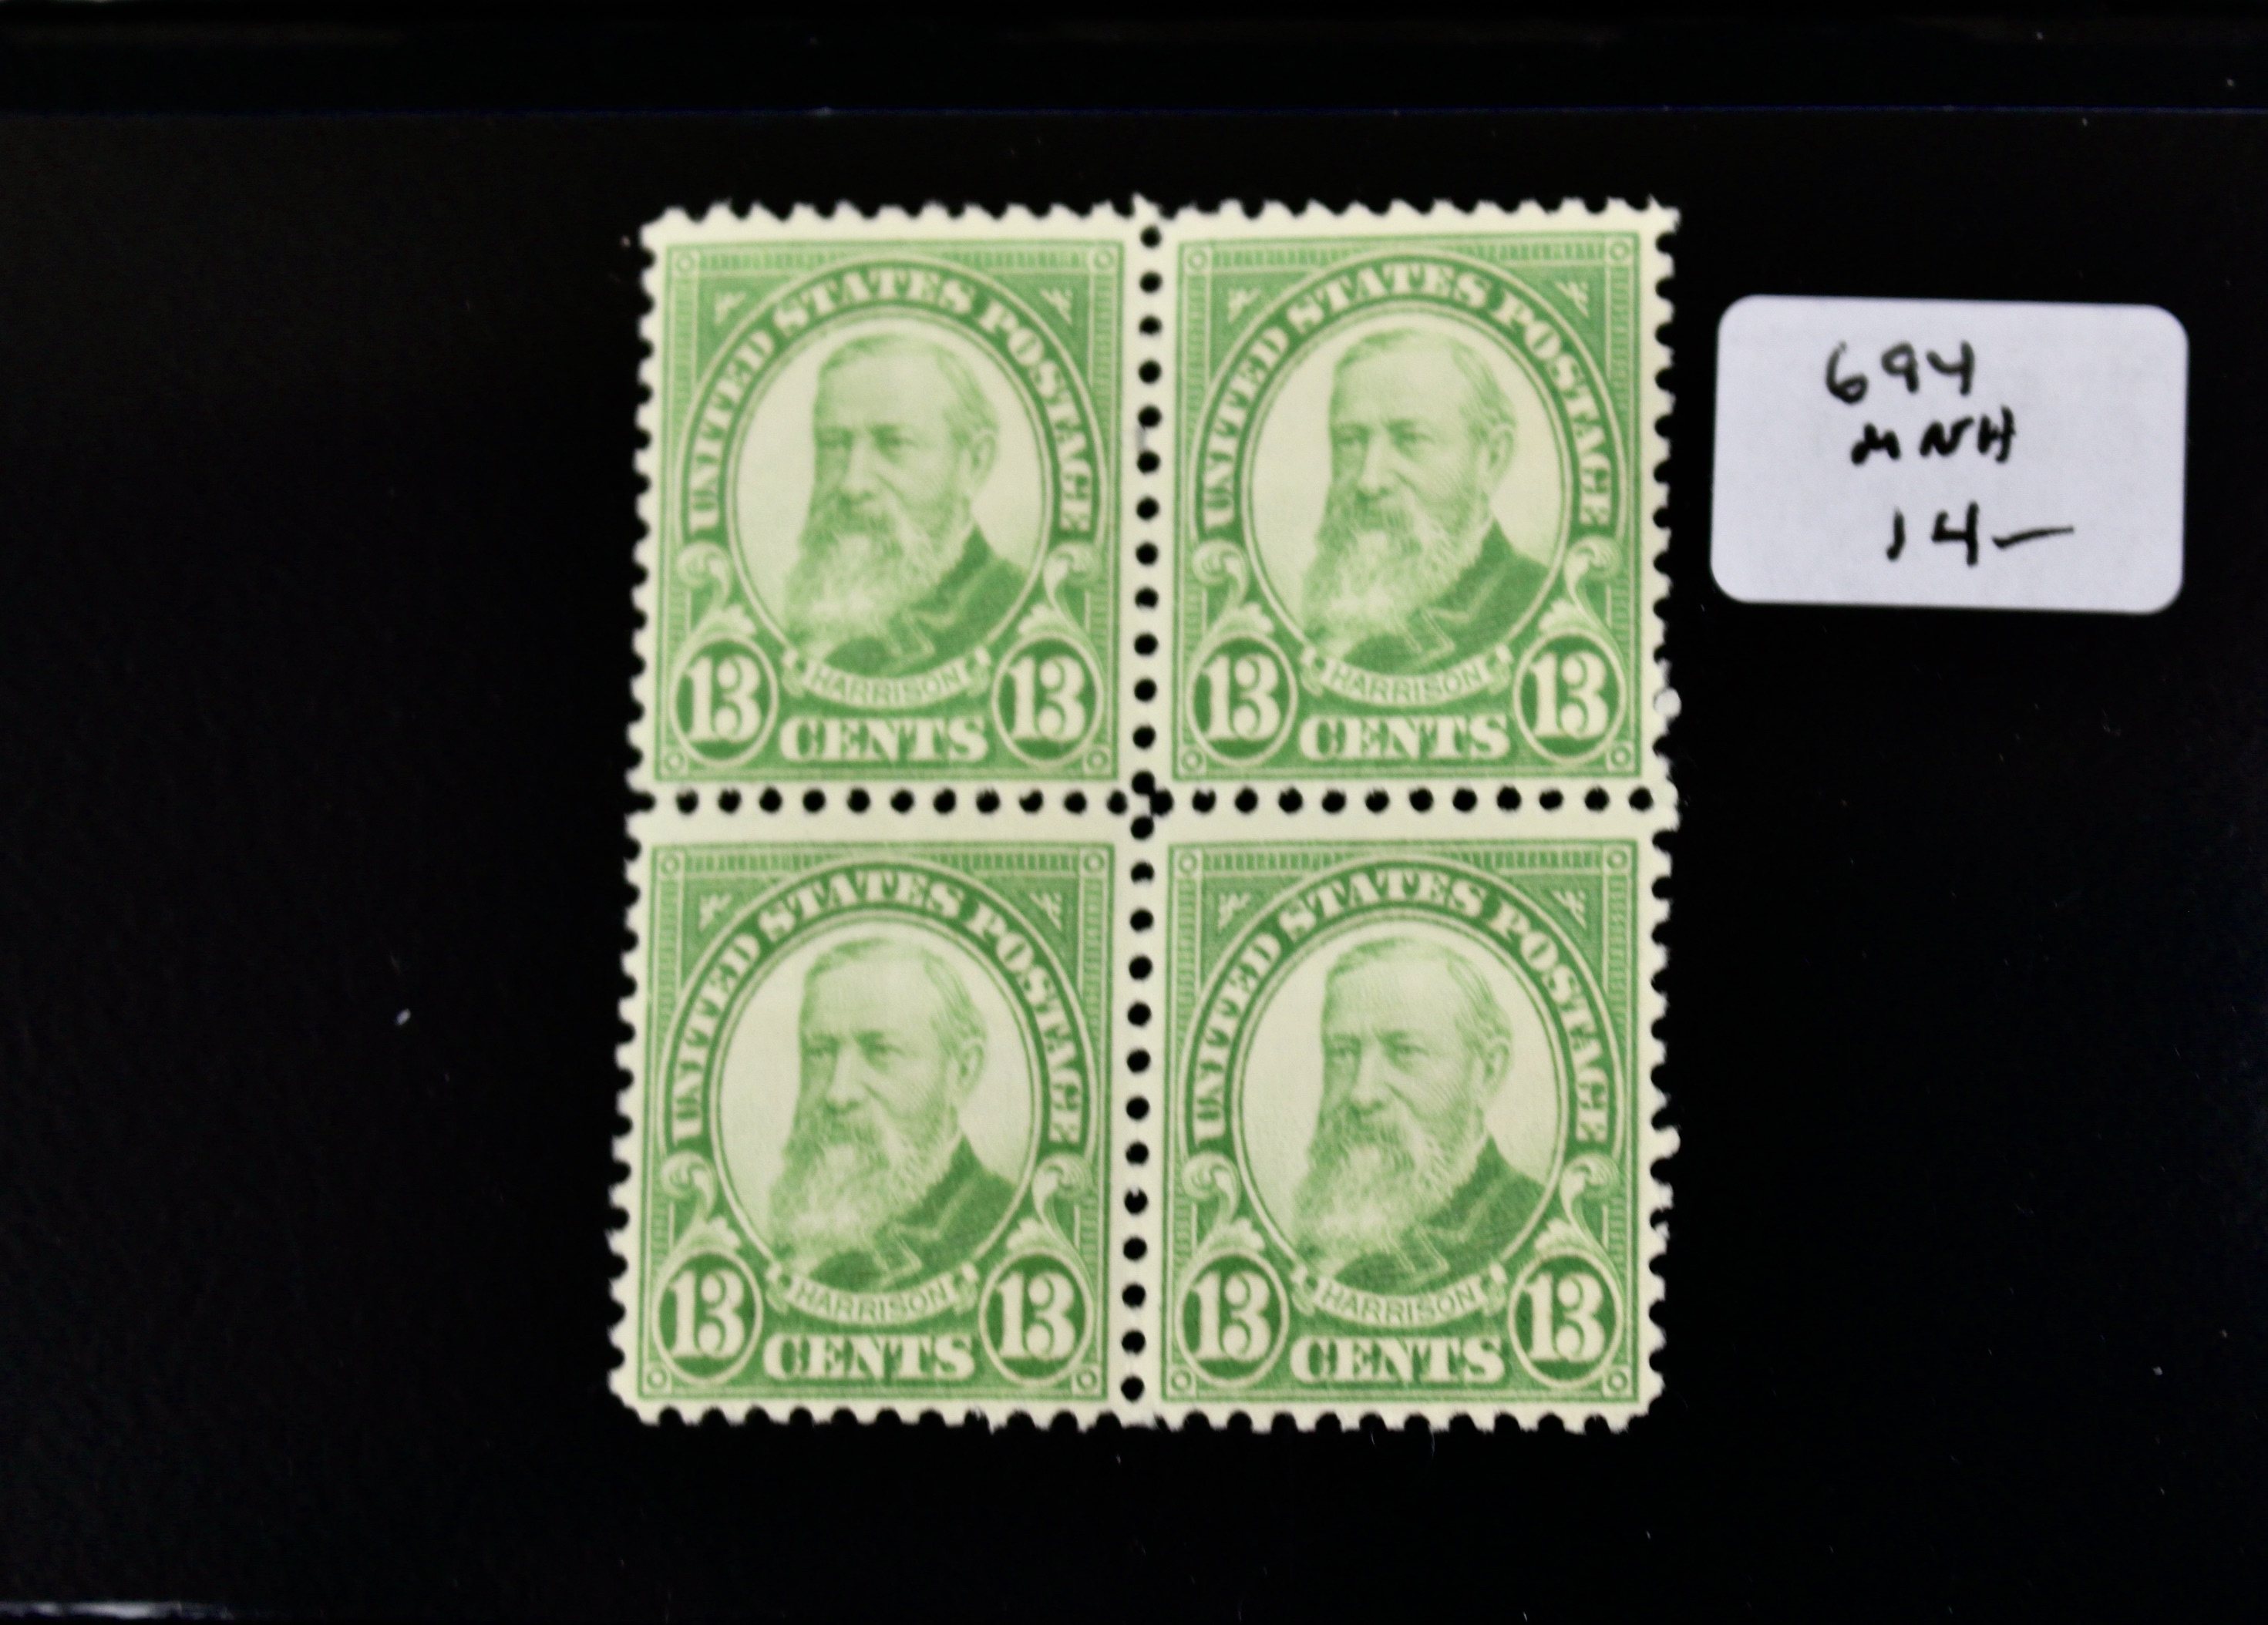 UNITED STATES POSTAGE
HARRISON
13 CENTS 13
UNITED STATES POSTAGE
HARRISON
13 CENTS 13
694
MNH
14—
UNITED STATES POSTAGE
HARRISON
13 CENTS 13
UNITED STATES POSTAGE
HARRISON
13 CENTS 13